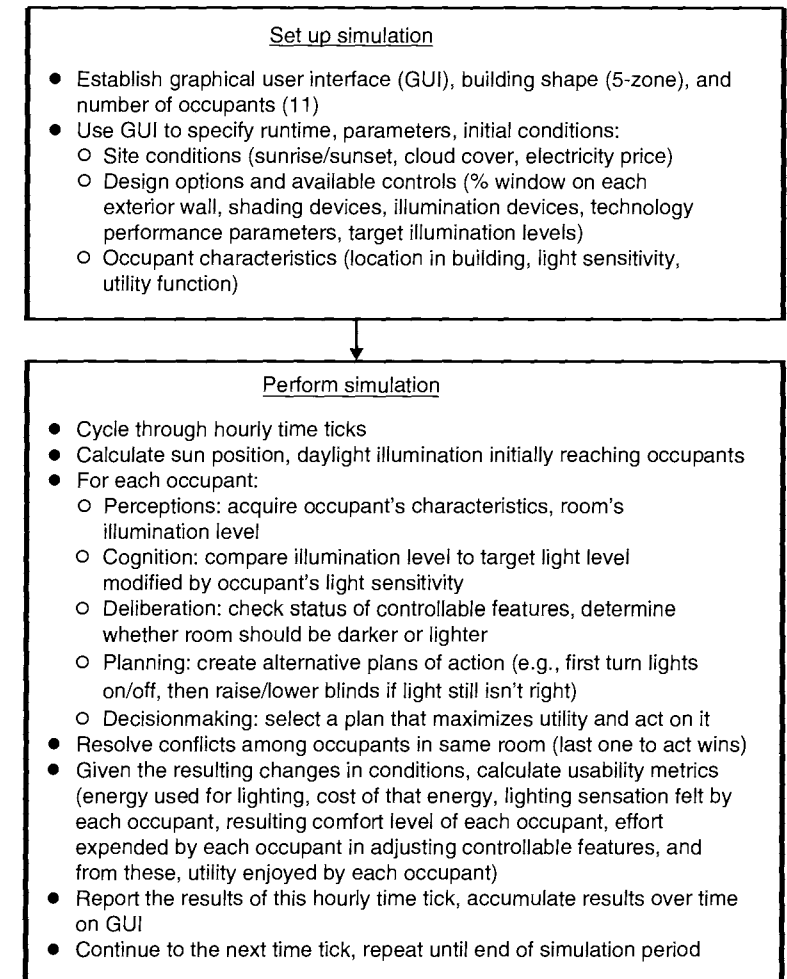 Set up simulation
● Establish graphical user interface (GUI), building shape (5-zone), and
number of occupants (11)
● Use GUI to specify runtime, parameters, initial conditions:
○ Site conditions (sunrise/sunset, cloud cover, electricity price)
○ Design options and available controls (% window on each
exterior wall, shading devices, illumination devices, technology
performance parameters, target illumination levels)
○ Occupant characteristics (location in building, light sensitivity,
utility function)
Perform simulation
● Cycle through hourly time ticks
● Calculate sun position, daylight illumination initially reaching occupants
● For each occupant:
○ Perceptions: acquire occupant's characteristics, room's
illumination level
○ Cognition: compare illumination level to target light level
modified by occupant's light sensitivity
○ Deliberation: check status of controllable features, determine
whether room should be darker or lighter
○ Planning: create alternative plans of action (e.g., first turn lights
on/off, then raise/lower blinds if light still isn't right)
○ Decisionmaking: select a plan that maximizes utility and act on it
● Resolve conflicts among occupants in same room (last one to act wins)
● Given the resulting changes in conditions, calculate usability metrics
(energy used for lighting, cost of that energy, lighting sensation felt by
each occupant, resulting comfort level of each occupant, effort
expended by each occupant in adjusting controllable features, and
from these, utility enjoyed by each occupant)
● Report the results of this hourly time tick, accumulate results over time
on GUI
● Continue to the next time tick, repeat until end of simulation period